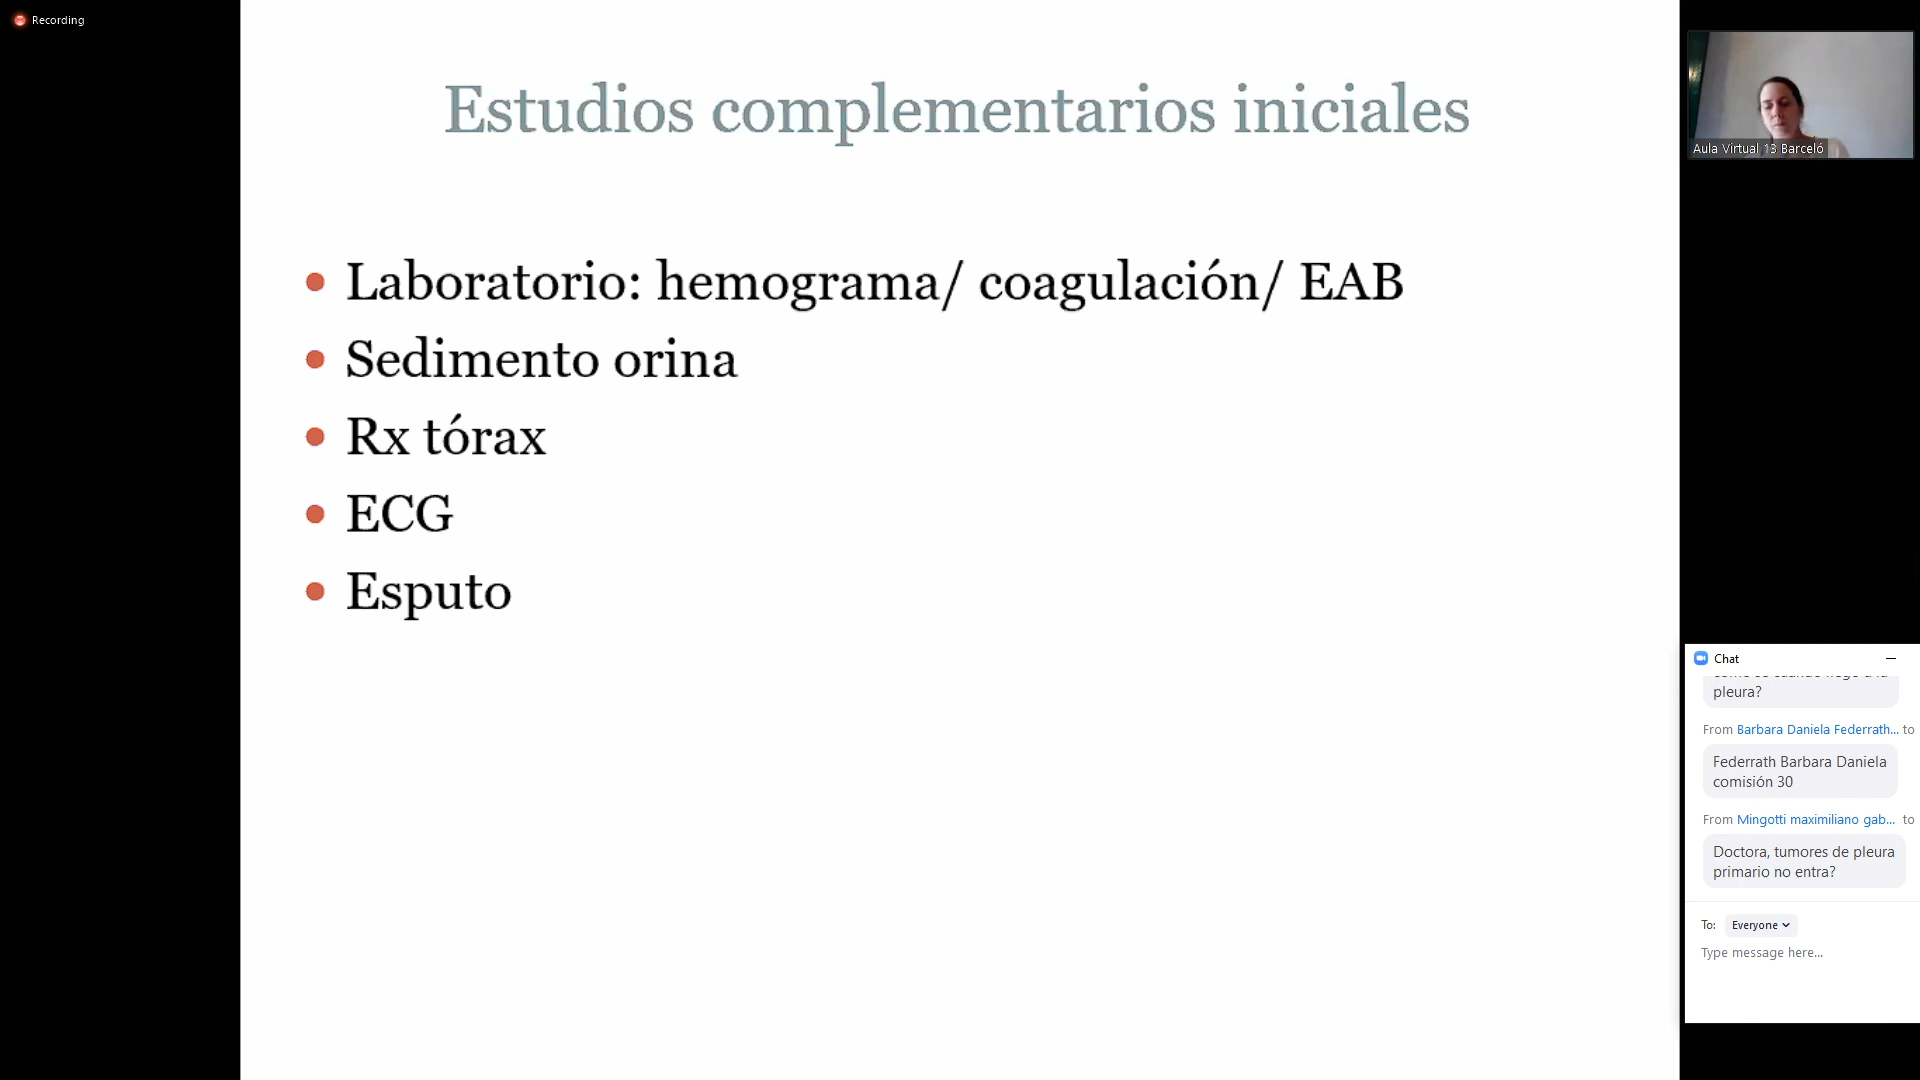 Recording
Estudios complementarios iniciales
Laboratorio: hemograma/ coagulación/ EAB
Sedimento orina
Rx tórax
ECG
Esputo
Aula Virtual 13 Barceló
Chat
pleura?
From Barbara Daniela Federrath... to
Federrath Barbara Daniela
comisión 30
From Mingotti maximiliano gab... to
Doctora, tumores de pleura
primario no entra?
To: Everyone
Type message here...